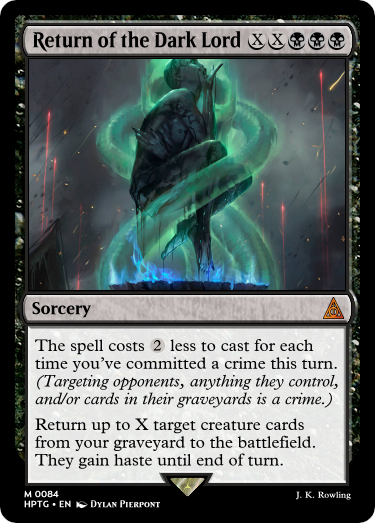 Return of the Dark Lord X X
Sorcery
The spell costs 2 less to cast for each
time you've committed a crime this turn.
(Targeting opponents, anything they control,
and/or cards in their graveyards is a crime.)
Return up to X target creature cards
from your graveyard to the battlefield.
They gain haste until end of turn.
M 0084
HPTG • EN DYLAN PIERPONT
J. K. Rowling